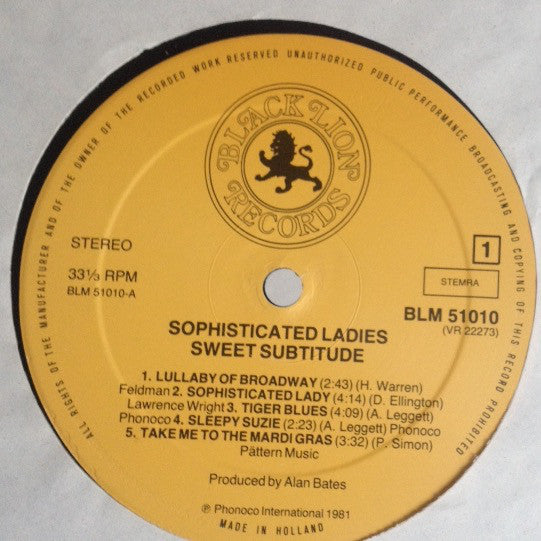 ALL RIGHTS OF THE MANUFACTURER AND OF THE OWNER OF THE RECORDED WORK RESERVED UNAUTHORIZED PUBLIC PERFORMANCE BROADCASTING AND COPYING OF THIS RECORD PROHIBITED
BLACK LION
RECORDS
STEREO
1
33⅓ RPM
STEMRA
BLM 51010-A
BLM 51010
(VR 22273)
SOPHISTICATED LADIES
SWEET SUBTITUDE
1. LULLABY OF BROADWAY (2:43) (H. Warren)
Feldman 2. SOPHISTICATED LADY (4:14) (D. Ellington)
Lawrence Wright 3. TIGER BLUES (4:09) (A. Leggett)
Phonoco 4. SLEEPY SUZIE (2:23) (A. Leggett) Phonoco
5. TAKE ME TO THE MARDI GRAS (3:32) (P. Simon)
Pättern Music
Produced by Alan Bates
℗ Phonoco International 1981
MADE IN HOLLAND